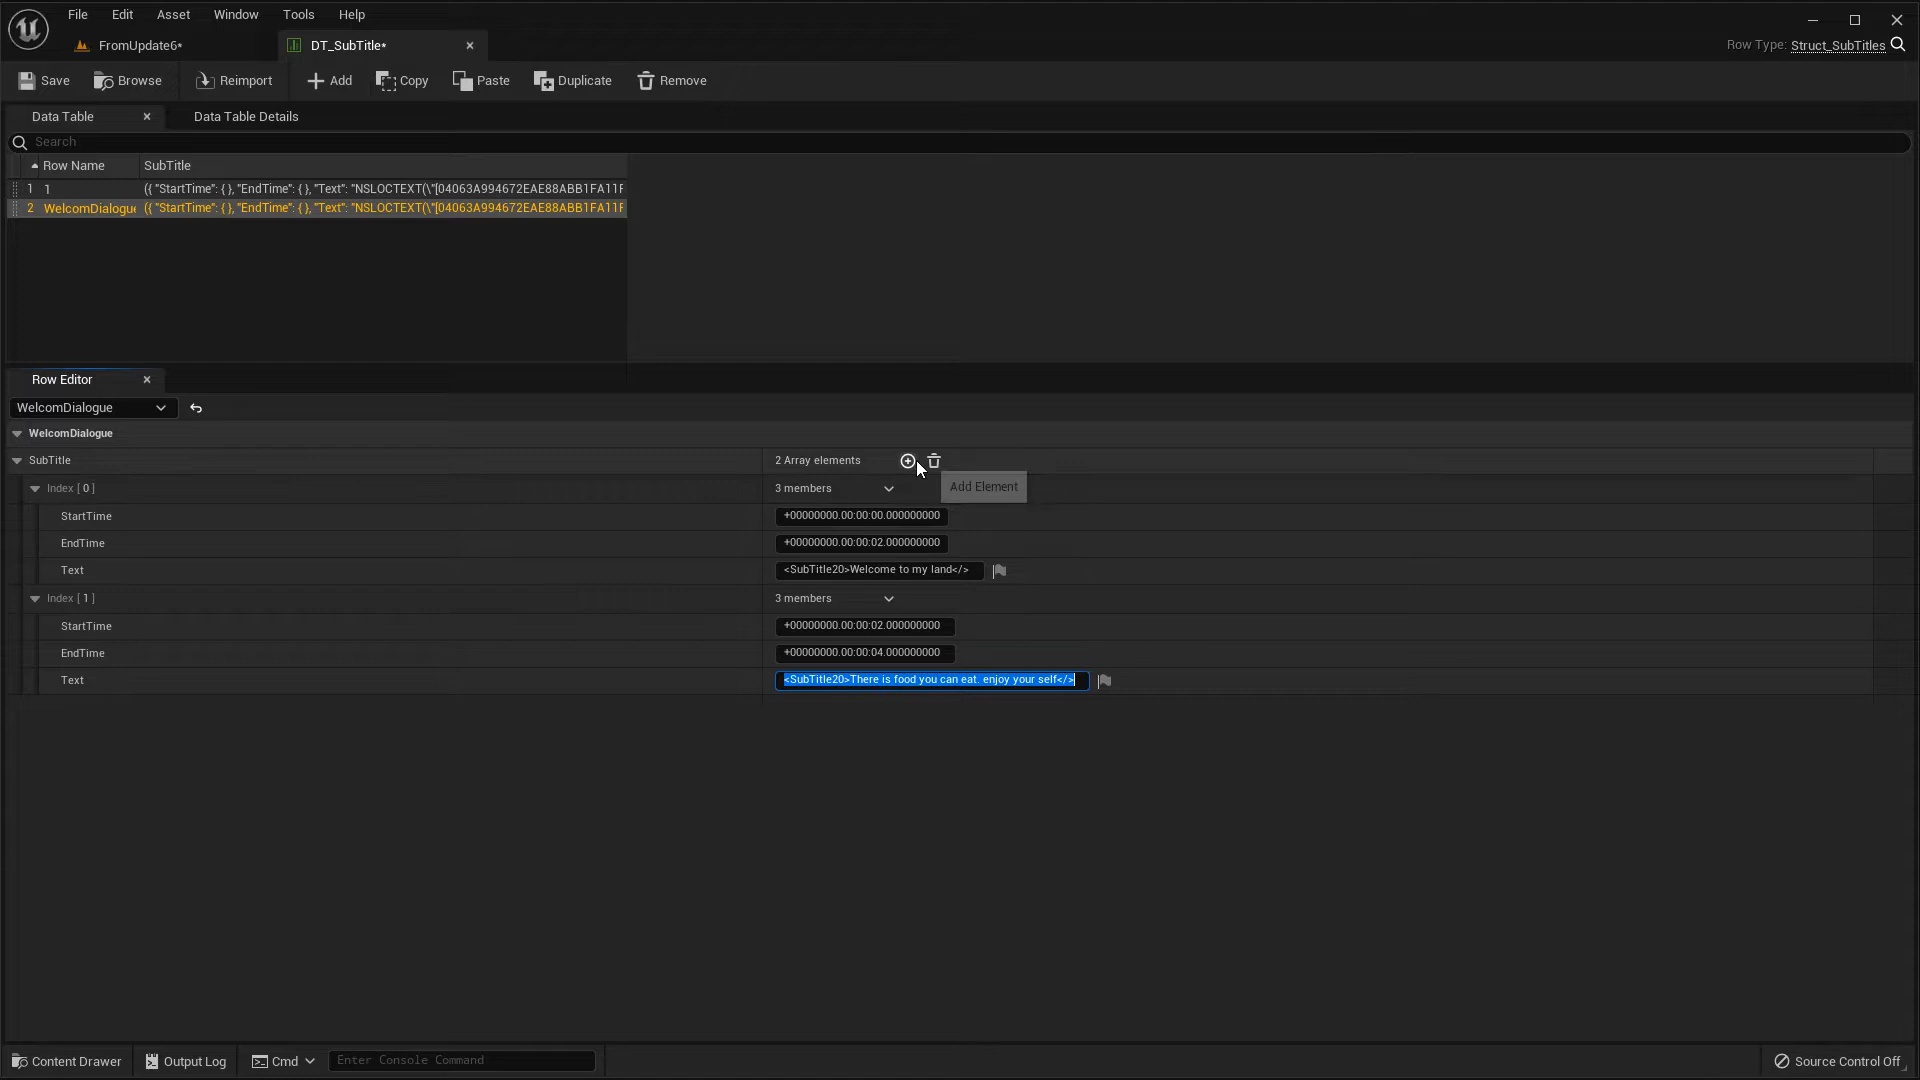 File Edit Asset Window Tools Help
FromUpdate6* DT_SubTitle*
Row Type: Struct_SubTitles
Save Browse Reimport Add Copy Paste Duplicate Remove
Data Table Data Table Details
Search
Row Name SubTitle
1 1 ({ "StartTime": { }, "EndTime": { }, "Text": "NSLOCTEXT(\"[04063A994672EAE88ABB1FA11F
2 WelcomDialogue ({ "StartTime": { }, "EndTime": { }, "Text": "NSLOCTEXT(\"[04063A994672EAE88ABB1FA11F
Row Editor
WelcomDialogue
WelcomDialogue
SubTitle 2 Array elements
Index [ 0 ] 3 members
Add Element
StartTime +00000000.00:00:00.000000000
EndTime +00000000.00:00:02.000000000
Text <SubTitle20>Welcome to my land</>
Index [ 1 ] 3 members
StartTime +00000000.00:00:02.000000000
EndTime +00000000.00:00:04.000000000
Text <SubTitle20>There is food you can eat. enjoy your self</>
Content Drawer Output Log Cmd Enter Console Command Source Control Off